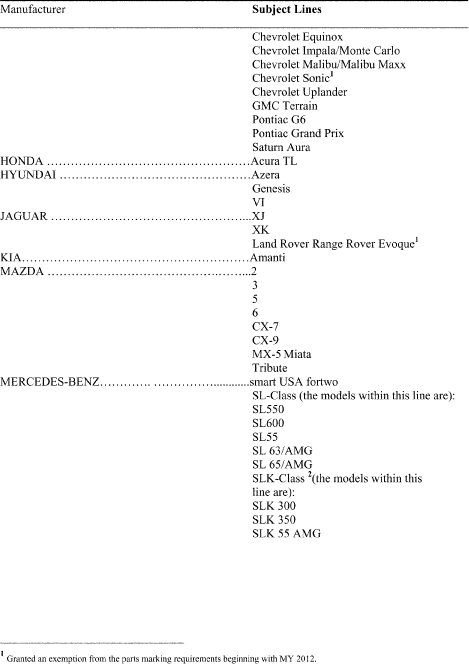 Manufacturer Subject Lines
Chevrolet Equinox
Chevrolet Impala/Monte Carlo
Chevrolet Malibu/Malibu Maxx
Chevrolet Sonic1
Chevrolet Uplander
GMC Terrain
Pontiac G6
Pontiac Grand Prix
Saturn Aura
HONDA ……………………………………………Acura TL
HYUNDAI …………………………………………Azera
Genesis
VI
JAGUAR …………………………………………...XJ
XK
Land Rover Range Rover Evoque1
KIA…………………………………………………Amanti
MAZDA …………………………………….……...2
3
5
6
CX-7
CX-9
MX-5 Miata
Tribute
MERCEDES-BENZ…………. ……………............smart USA fortwo
SL-Class (the models within this line are):
SL550
SL600
SL55
SL 63/AMG
SL 65/AMG
SLK-Class 2(the models within this
line are):
SLK 300
SLK 350
SLK 55 AMG
1 Granted an exemption from the parts marking requirements beginning with MY 2012.